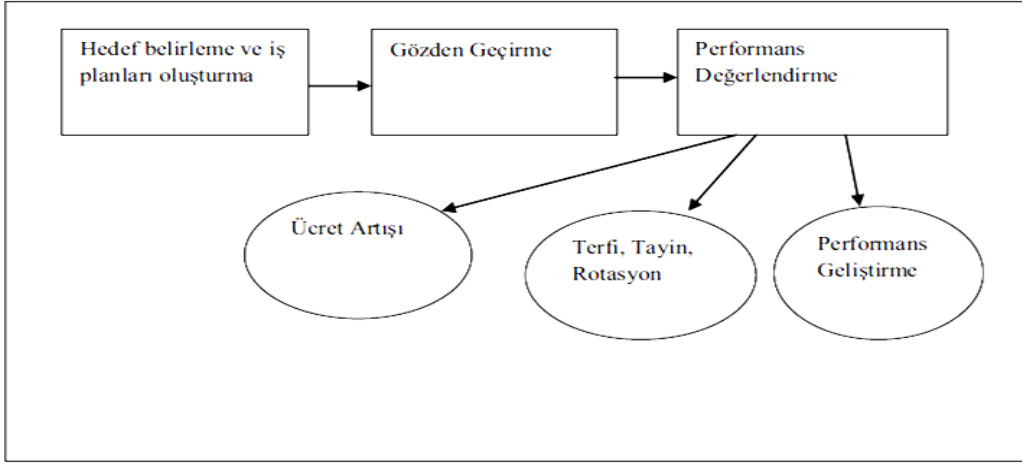 Hedef belirleme ve iş
planları oluşturma
Gözden Geçirme
Performans
Değerlendirme
Ücret Artışı
Terfi, Tayin,
Rotasyon
Performans
Geliştirme